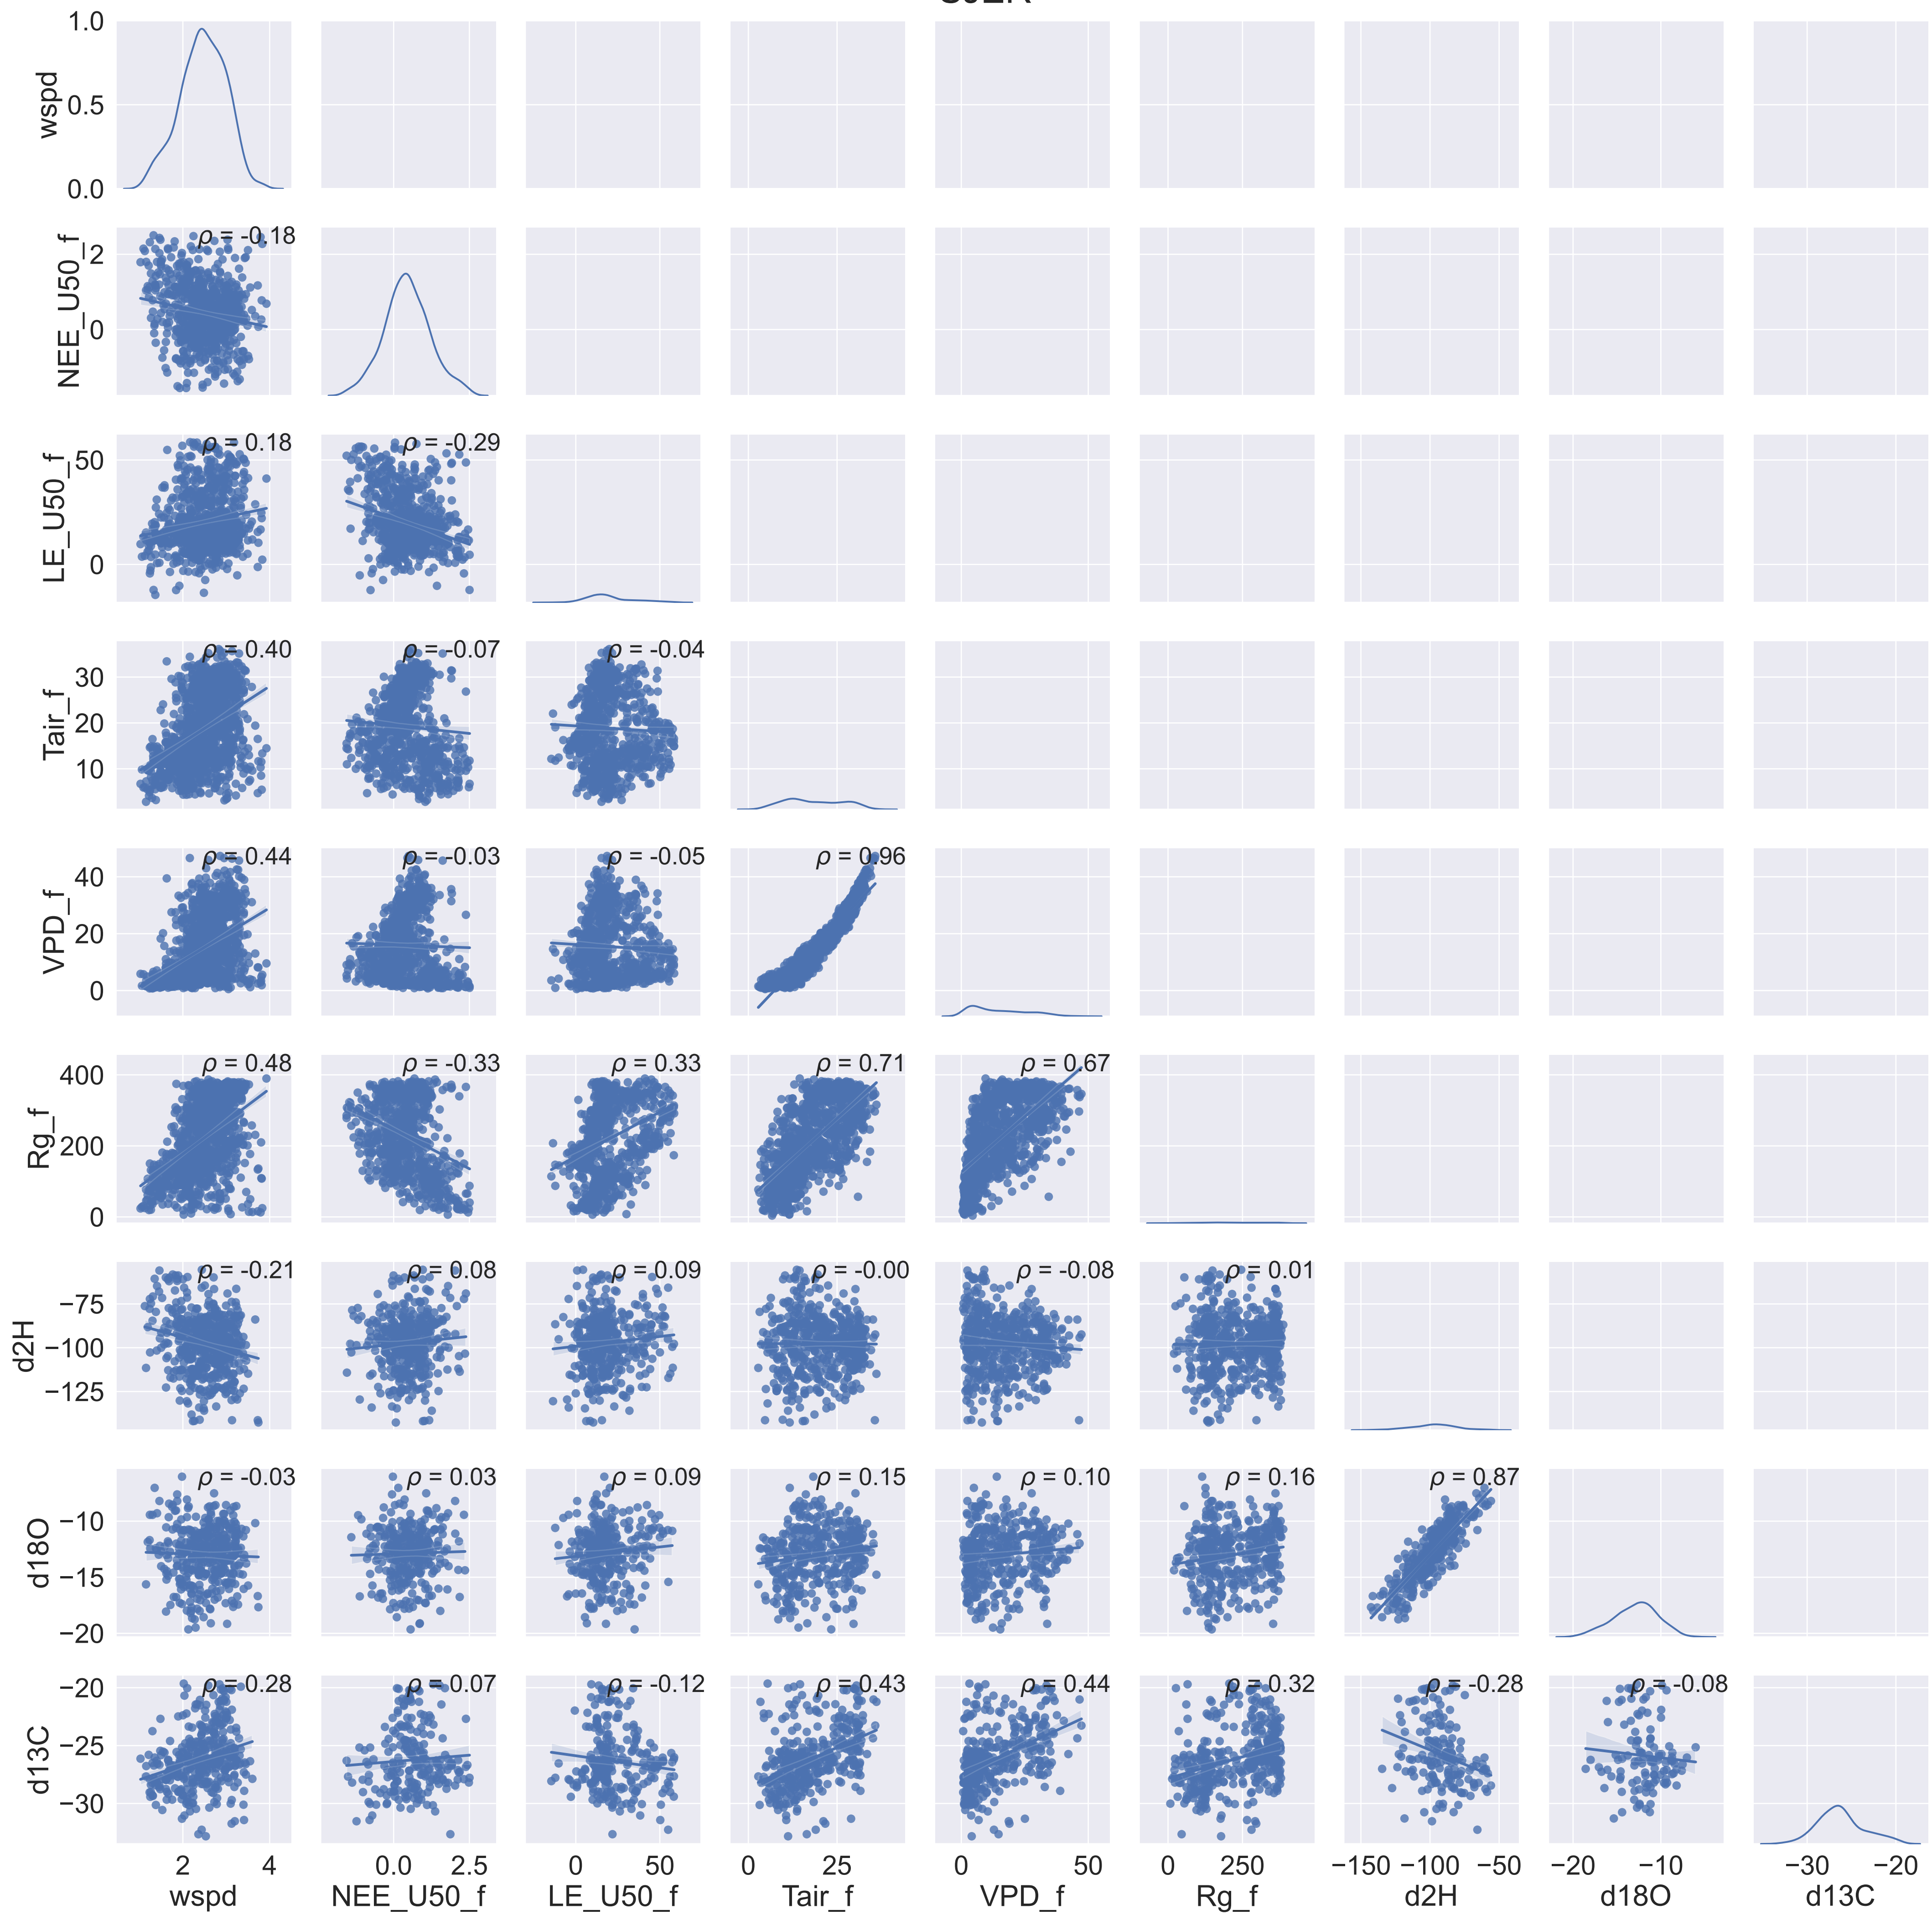 1.0
0.5
0.0
wspd
ρ = -0.18
2
0
NEE_U50_f
ρ = 0.18
ρ = -0.29
50
0
LE_U50_f
ρ = 0.40
ρ = -0.07
ρ = -0.04
30
20
10
Tair_f
ρ = 0.44
ρ = -0.03
ρ = -0.05
ρ = 0.96
40
20
0
VPD_f
ρ = 0.48
ρ = -0.33
ρ = 0.33
ρ = 0.71
ρ = 0.67
400
200
0
Rg_f
ρ = -0.21
ρ = 0.08
ρ = 0.09
ρ = -0.00
ρ = -0.08
ρ = 0.01
−75
−100
−125
d2H
ρ = -0.03
ρ = 0.03
ρ = 0.09
ρ = 0.15
ρ = 0.10
ρ = 0.16
ρ = 0.87
−10
−15
−20
d18O
ρ = 0.28
ρ = 0.07
ρ = -0.12
ρ = 0.43
ρ = 0.44
ρ = 0.32
ρ = -0.28
ρ = -0.08
−20
−25
−30
d13C
2 4
0.0 2.5
0 50
0 25
0 50
0 250
−150 −100 −50
−20 −10
−30 −20
wspd
NEE_U50_f
LE_U50_f
Tair_f
VPD_f
Rg_f
d2H
d18O
d13C